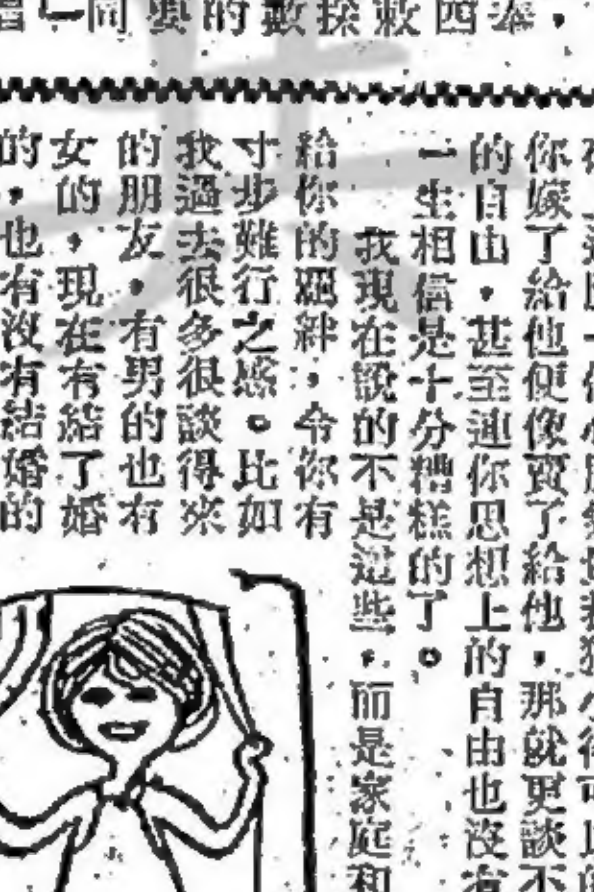 你嫁了給他便像賣了給他，那就更談不
的自由，甚至連你思想上的自由也沒有
一生相信是十分糟糕的了。
我現在說的不是這些，而是家庭和
給你的羈絆，令你有
寸步難行之感。比如
我過去很多很談得來
的朋友，有男的也有
女的，現在有結了婚
的，也有沒有結婚的